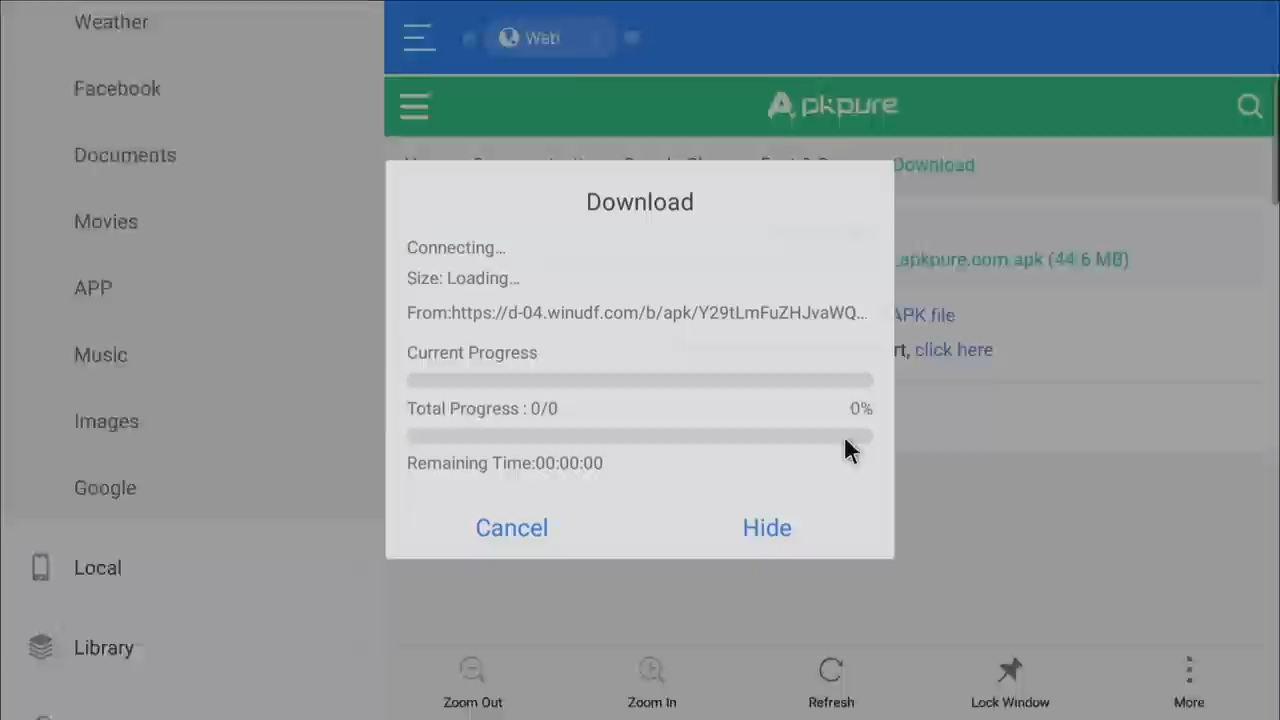 Weather
Facebook
Documents
Movies
APP
Music
Images
Google
Local
Library
Web
Apkpure
Download
_apkpure.com.apk (44.6 MB)
APK file
rt, click here
Download
Connecting...
Size: Loading...
From:https://d-04.winudf.com/b/apk/Y29tLmFuZHJvaWQ...
Current Progress
Total Progress : 0/0 0%
Remaining Time:00:00:00
Cancel Hide
Zoom Out Zoom In Refresh Lock Window More